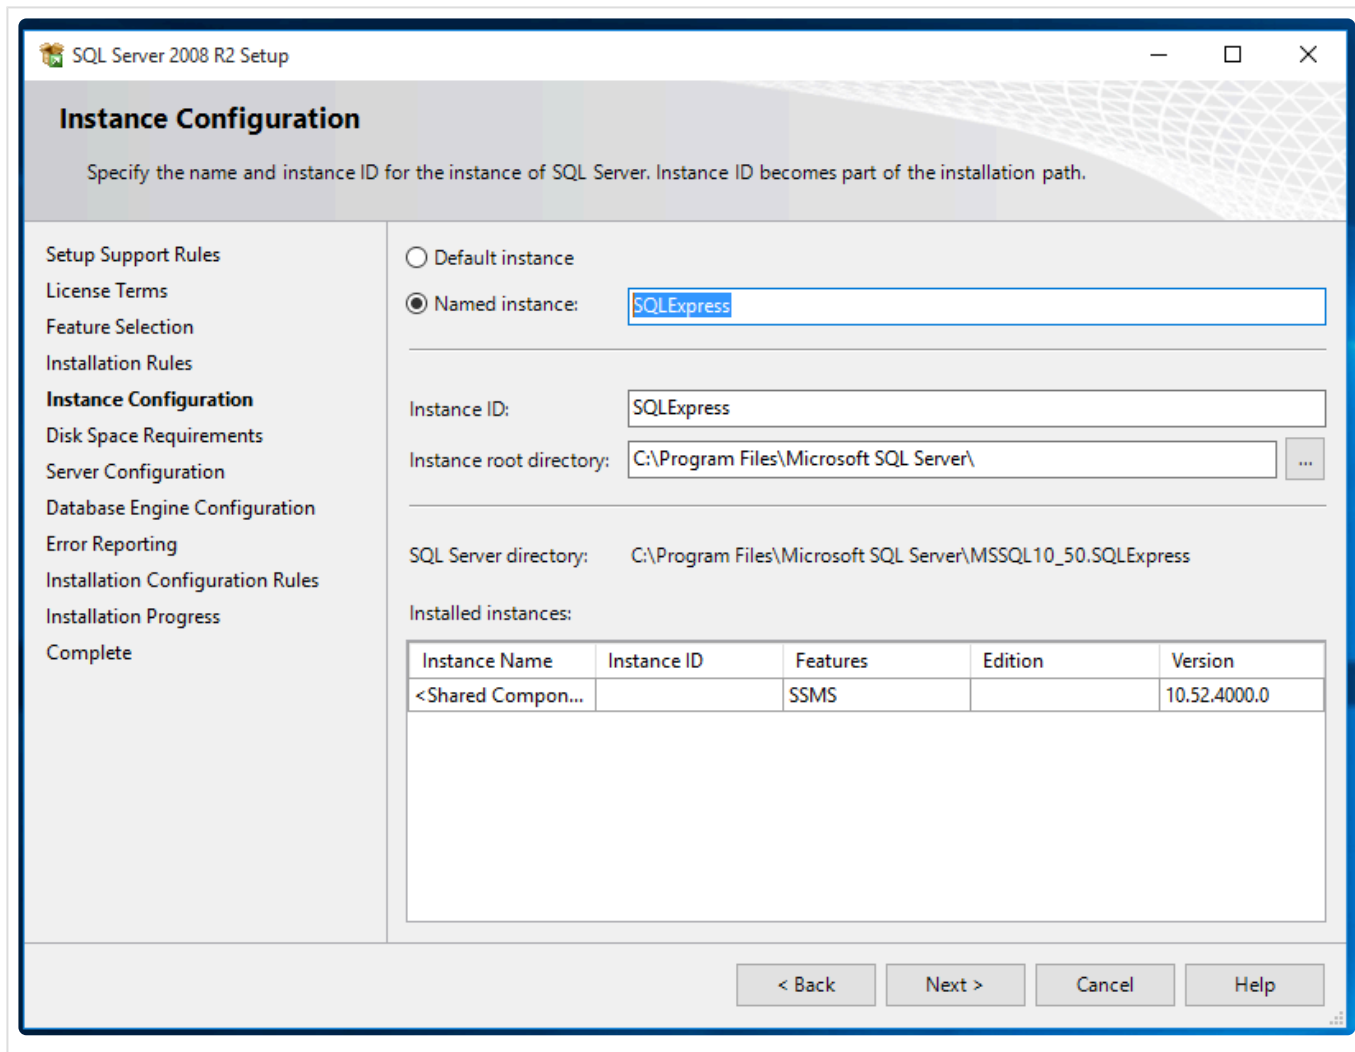 SQL Server 2008 R2 Setup
Instance Configuration
Specify the name and instance ID for the instance of SQL Server. Instance ID becomes part of the installation path.
Setup Support Rules
License Terms
Feature Selection
Installation Rules
Instance Configuration
Disk Space Requirements
Server Configuration
Database Engine Configuration
Error Reporting
Installation Configuration Rules
Installation Progress
Complete
Default instance
Named instance: SQLExpress
Instance ID: SQLExpress
Instance root directory: C:\Program Files\Microsoft SQL Server\ ...
SQL Server directory: C:\Program Files\Microsoft SQL Server\MSSQL10_50.SQLExpress
Installed instances:
Instance Name Instance ID Features Edition Version
<Shared Compon... SSMS 10.52.4000.0
< Back Next > Cancel Help